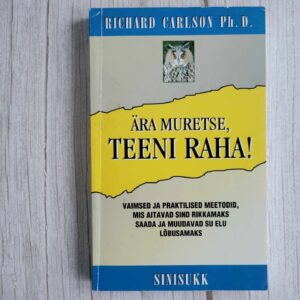 RICHARD CARLSON Ph. D.
ÄRA MURETSE,
TEENI RAHA!
VAIMSED JA PRAKTILISED MEETODID,
MIS AITAVAD SIND RIKKAMAKS
SAADA JA MUUDAVAD SU ELU
LÕBUSAMAKS
SINISUKK